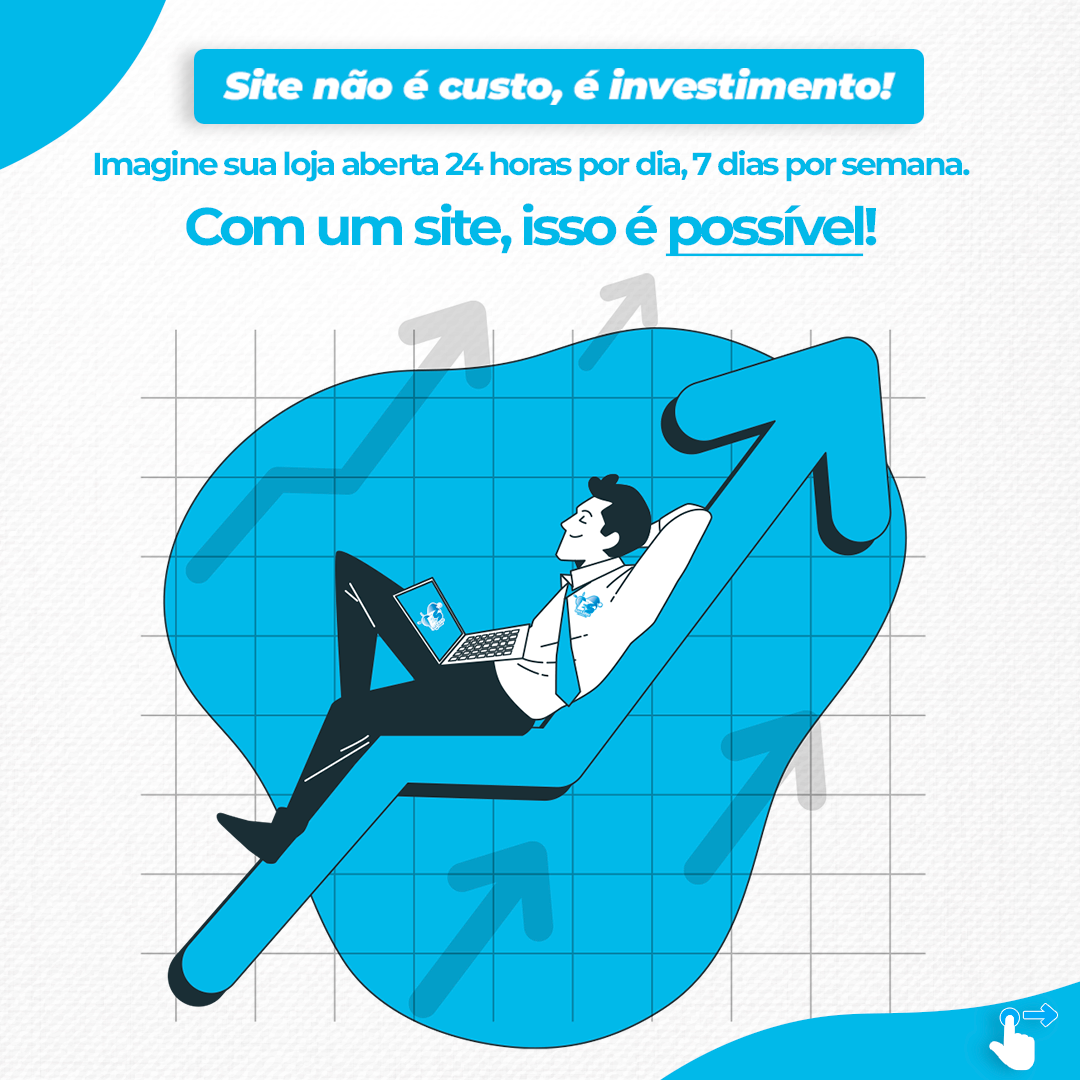 Site não é custo, é investimento!
Imagine sua loja aberta 24 horas por dia, 7 dias por semana.
Com um site, isso é possível!